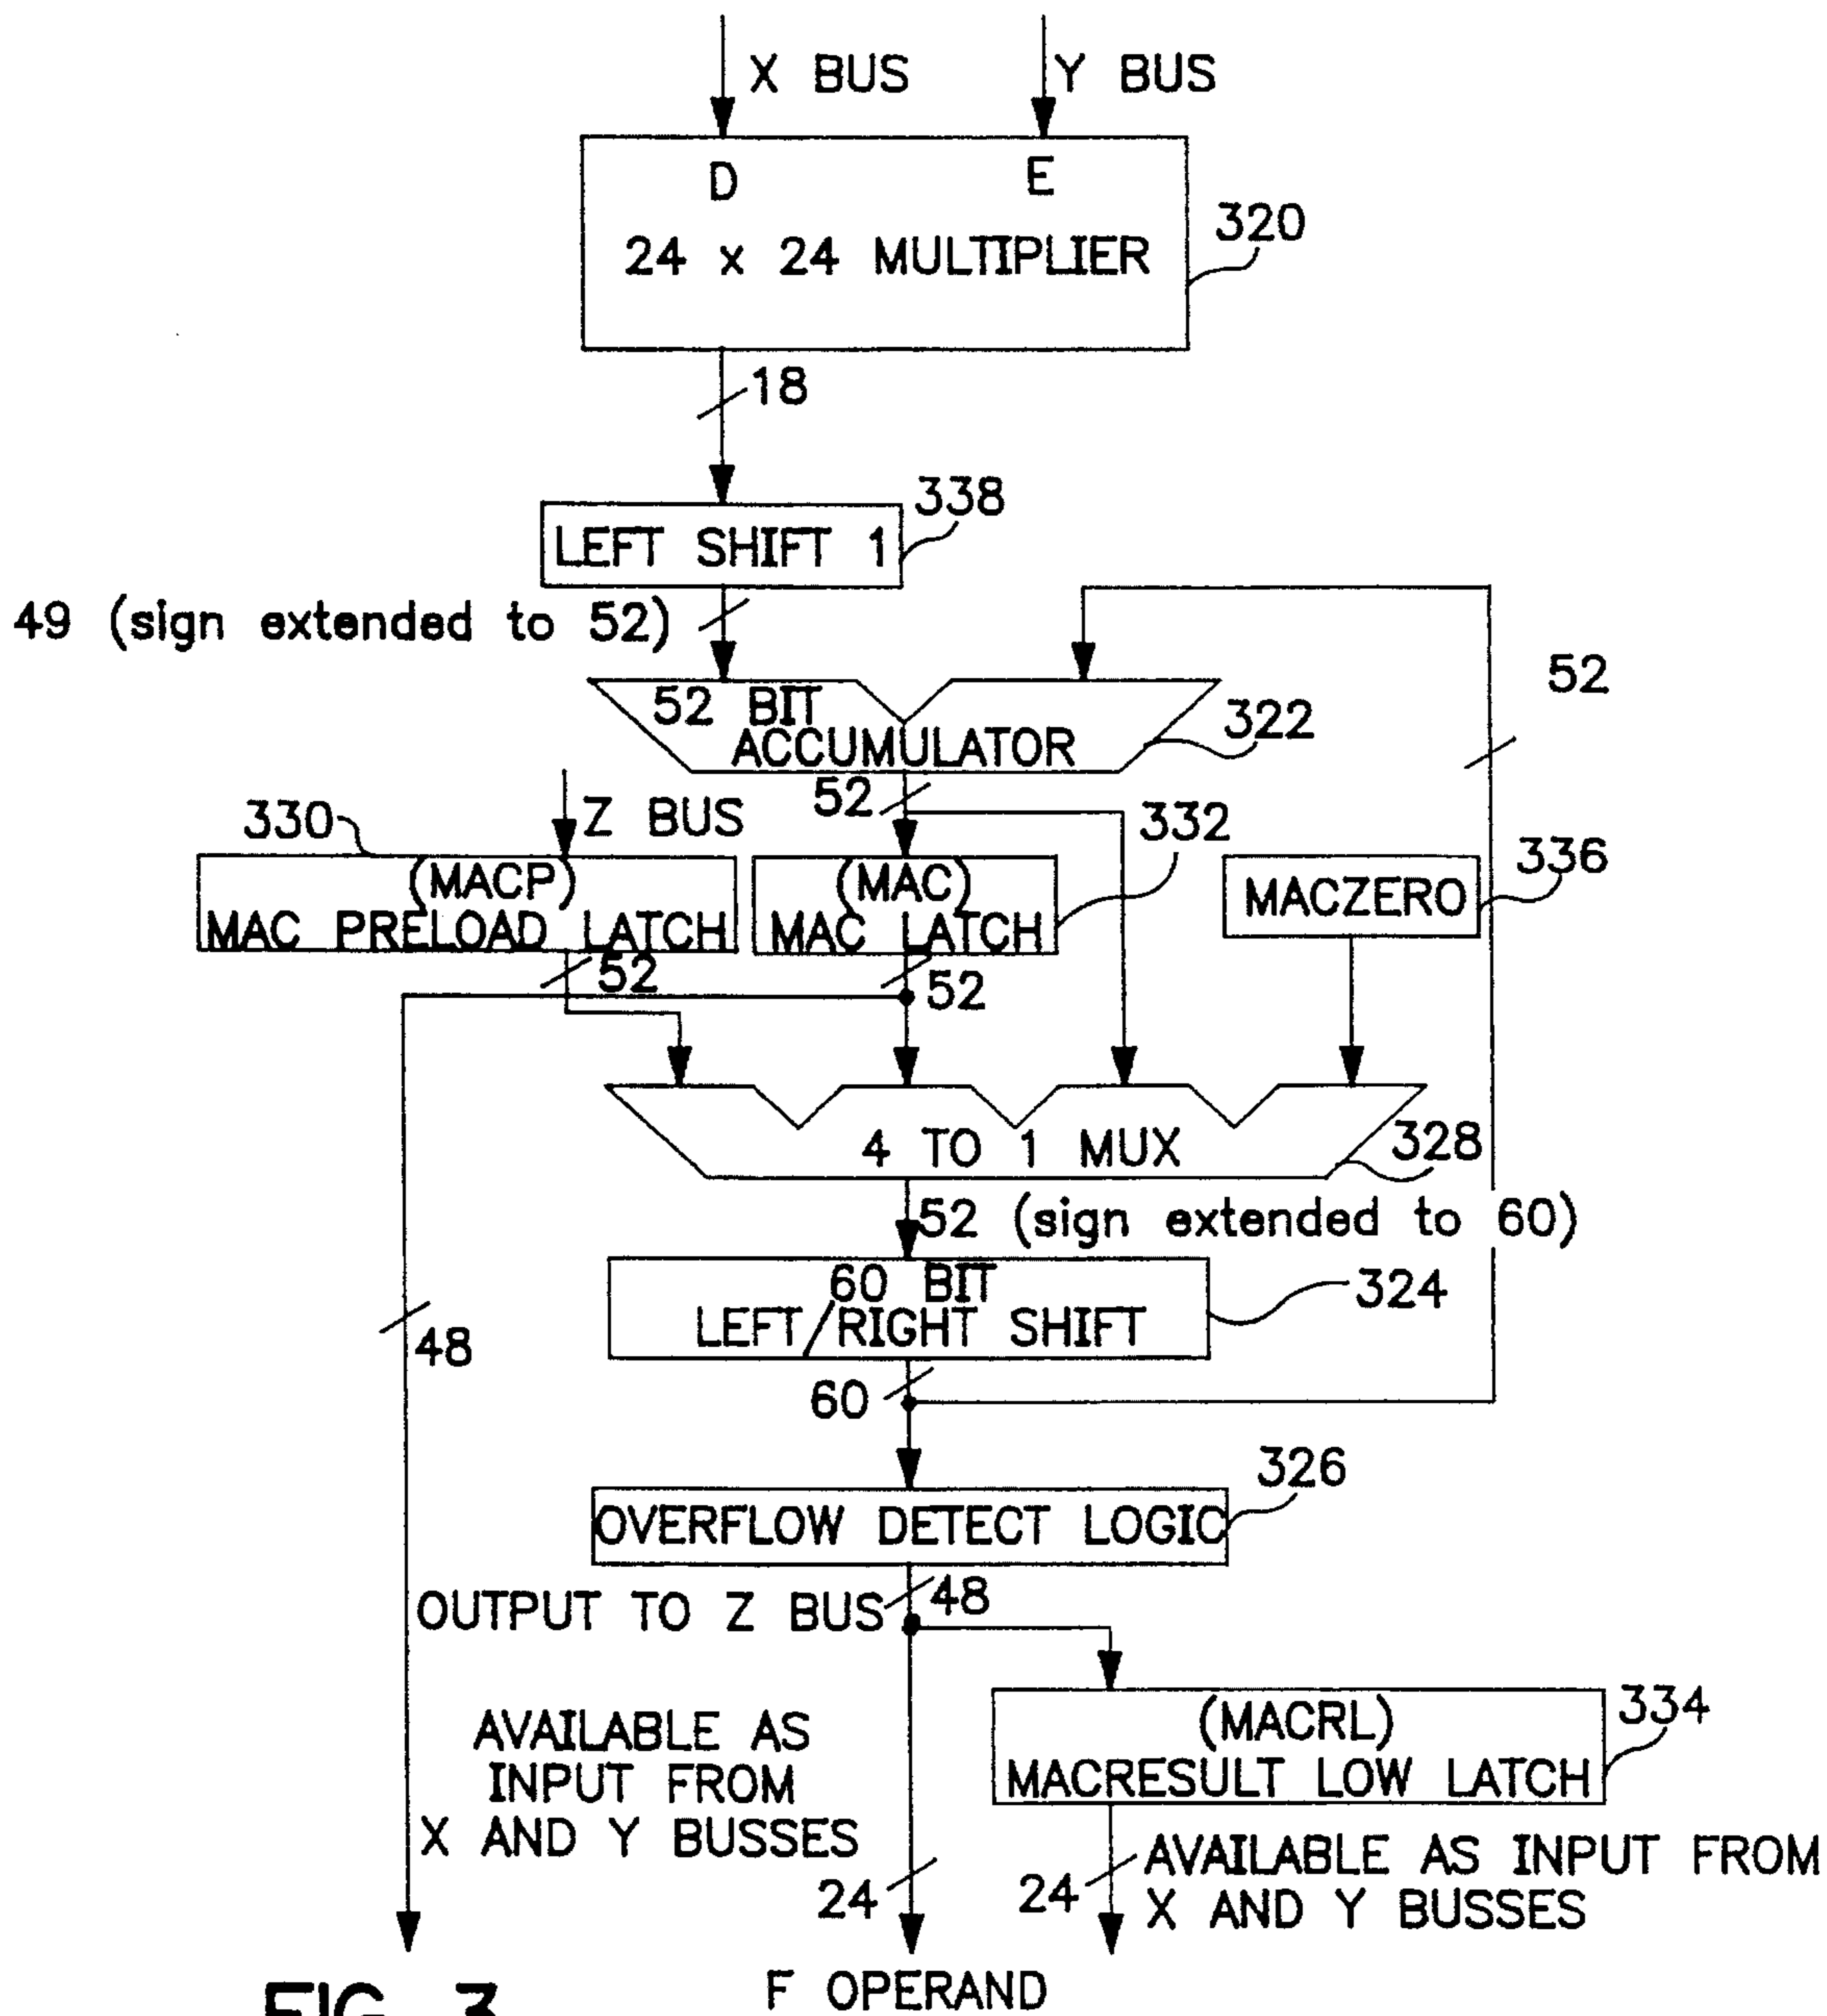 X BUS
Y BUS
D
E
24 x 24 MULTIPLIER
320
18
338
LEFT SHIFT 1
49 (sign extended to 52)
52
52 BIT
ACCUMULATOR
322
52
Z BUS
330
332
336
(MACP)
MAC PRELOAD LATCH
(MAC)
MAC LATCH
MACZERO
52
52
4 TO 1 MUX
328
52 (sign extended to 60)
60 BIT
LEFT/RIGHT SHIFT
324
48
60
326
OVERFLOW DETECT LOGIC
OUTPUT TO Z BUS
48
(MACRL)
MACRESULT LOW LATCH
334
AVAILABLE AS
INPUT FROM
X AND Y BUSSES
24
24
AVAILABLE AS INPUT FROM
X AND Y BUSSES
F OPERAND
FIG. 3